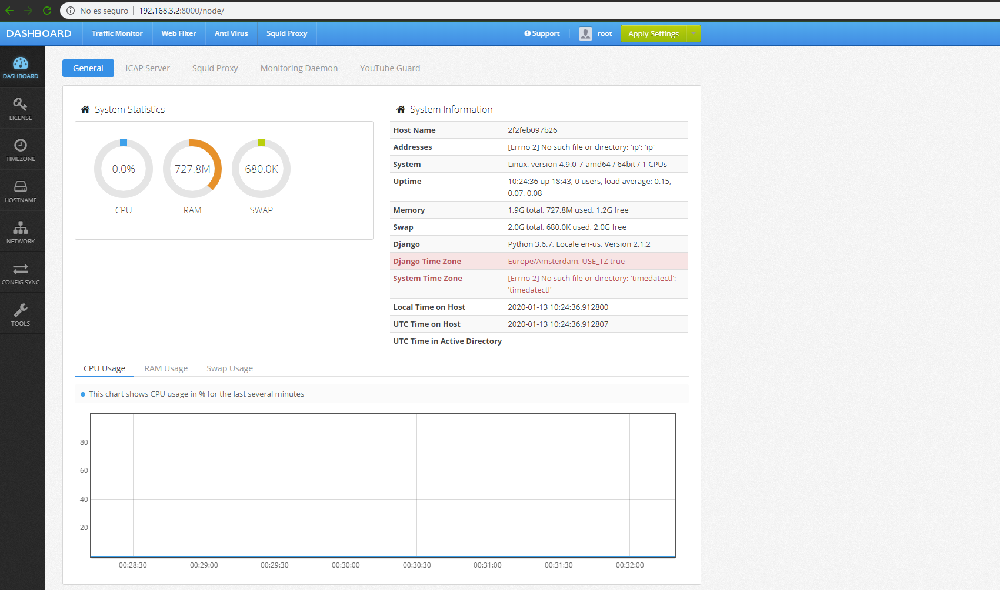 No es seguro | 192.168.3.2:8000/node/
DASHBOARD Traffic Monitor Web Filter Anti Virus Squid Proxy Support root Apply Settings
DASHBOARD
LICENSE
TIMEZONE
HOSTNAME
NETWORK
CONFIG SYNC
TOOLS
General ICAP Server Squid Proxy Monitoring Daemon YouTube Guard
System Statistics
0.0% 727.8M 680.0K
CPU RAM SWAP
System Information
Host Name 2f2feb097b26
Addresses [Errno 2] No such file or directory: 'ip': 'ip'
System Linux, version 4.9.0-7-amd64 / 64bit / 1 CPUs
Uptime 10:24:36 up 18:43, 0 users, load average: 0.15,
0.07, 0.08
Memory 1.9G total, 727.8M used, 1.2G free
Swap 2.0G total, 680.0K used, 2.0G free
Django Python 3.6.7, Locale en-us, Version 2.1.2
Django Time Zone Europe/Amsterdam, USE_TZ true
System Time Zone [Errno 2] No such file or directory: 'timedatectl':
'timedatectl'
Local Time on Host 2020-01-13 10:24:36.912800
UTC Time on Host 2020-01-13 10:24:36.912807
UTC Time in Active Directory
CPU Usage RAM Usage Swap Usage
This chart shows CPU usage in % for the last several minutes
80
60
40
20
00:28:30 00:29:00 00:29:30 00:30:00 00:30:30 00:31:00 00:31:30 00:32:00